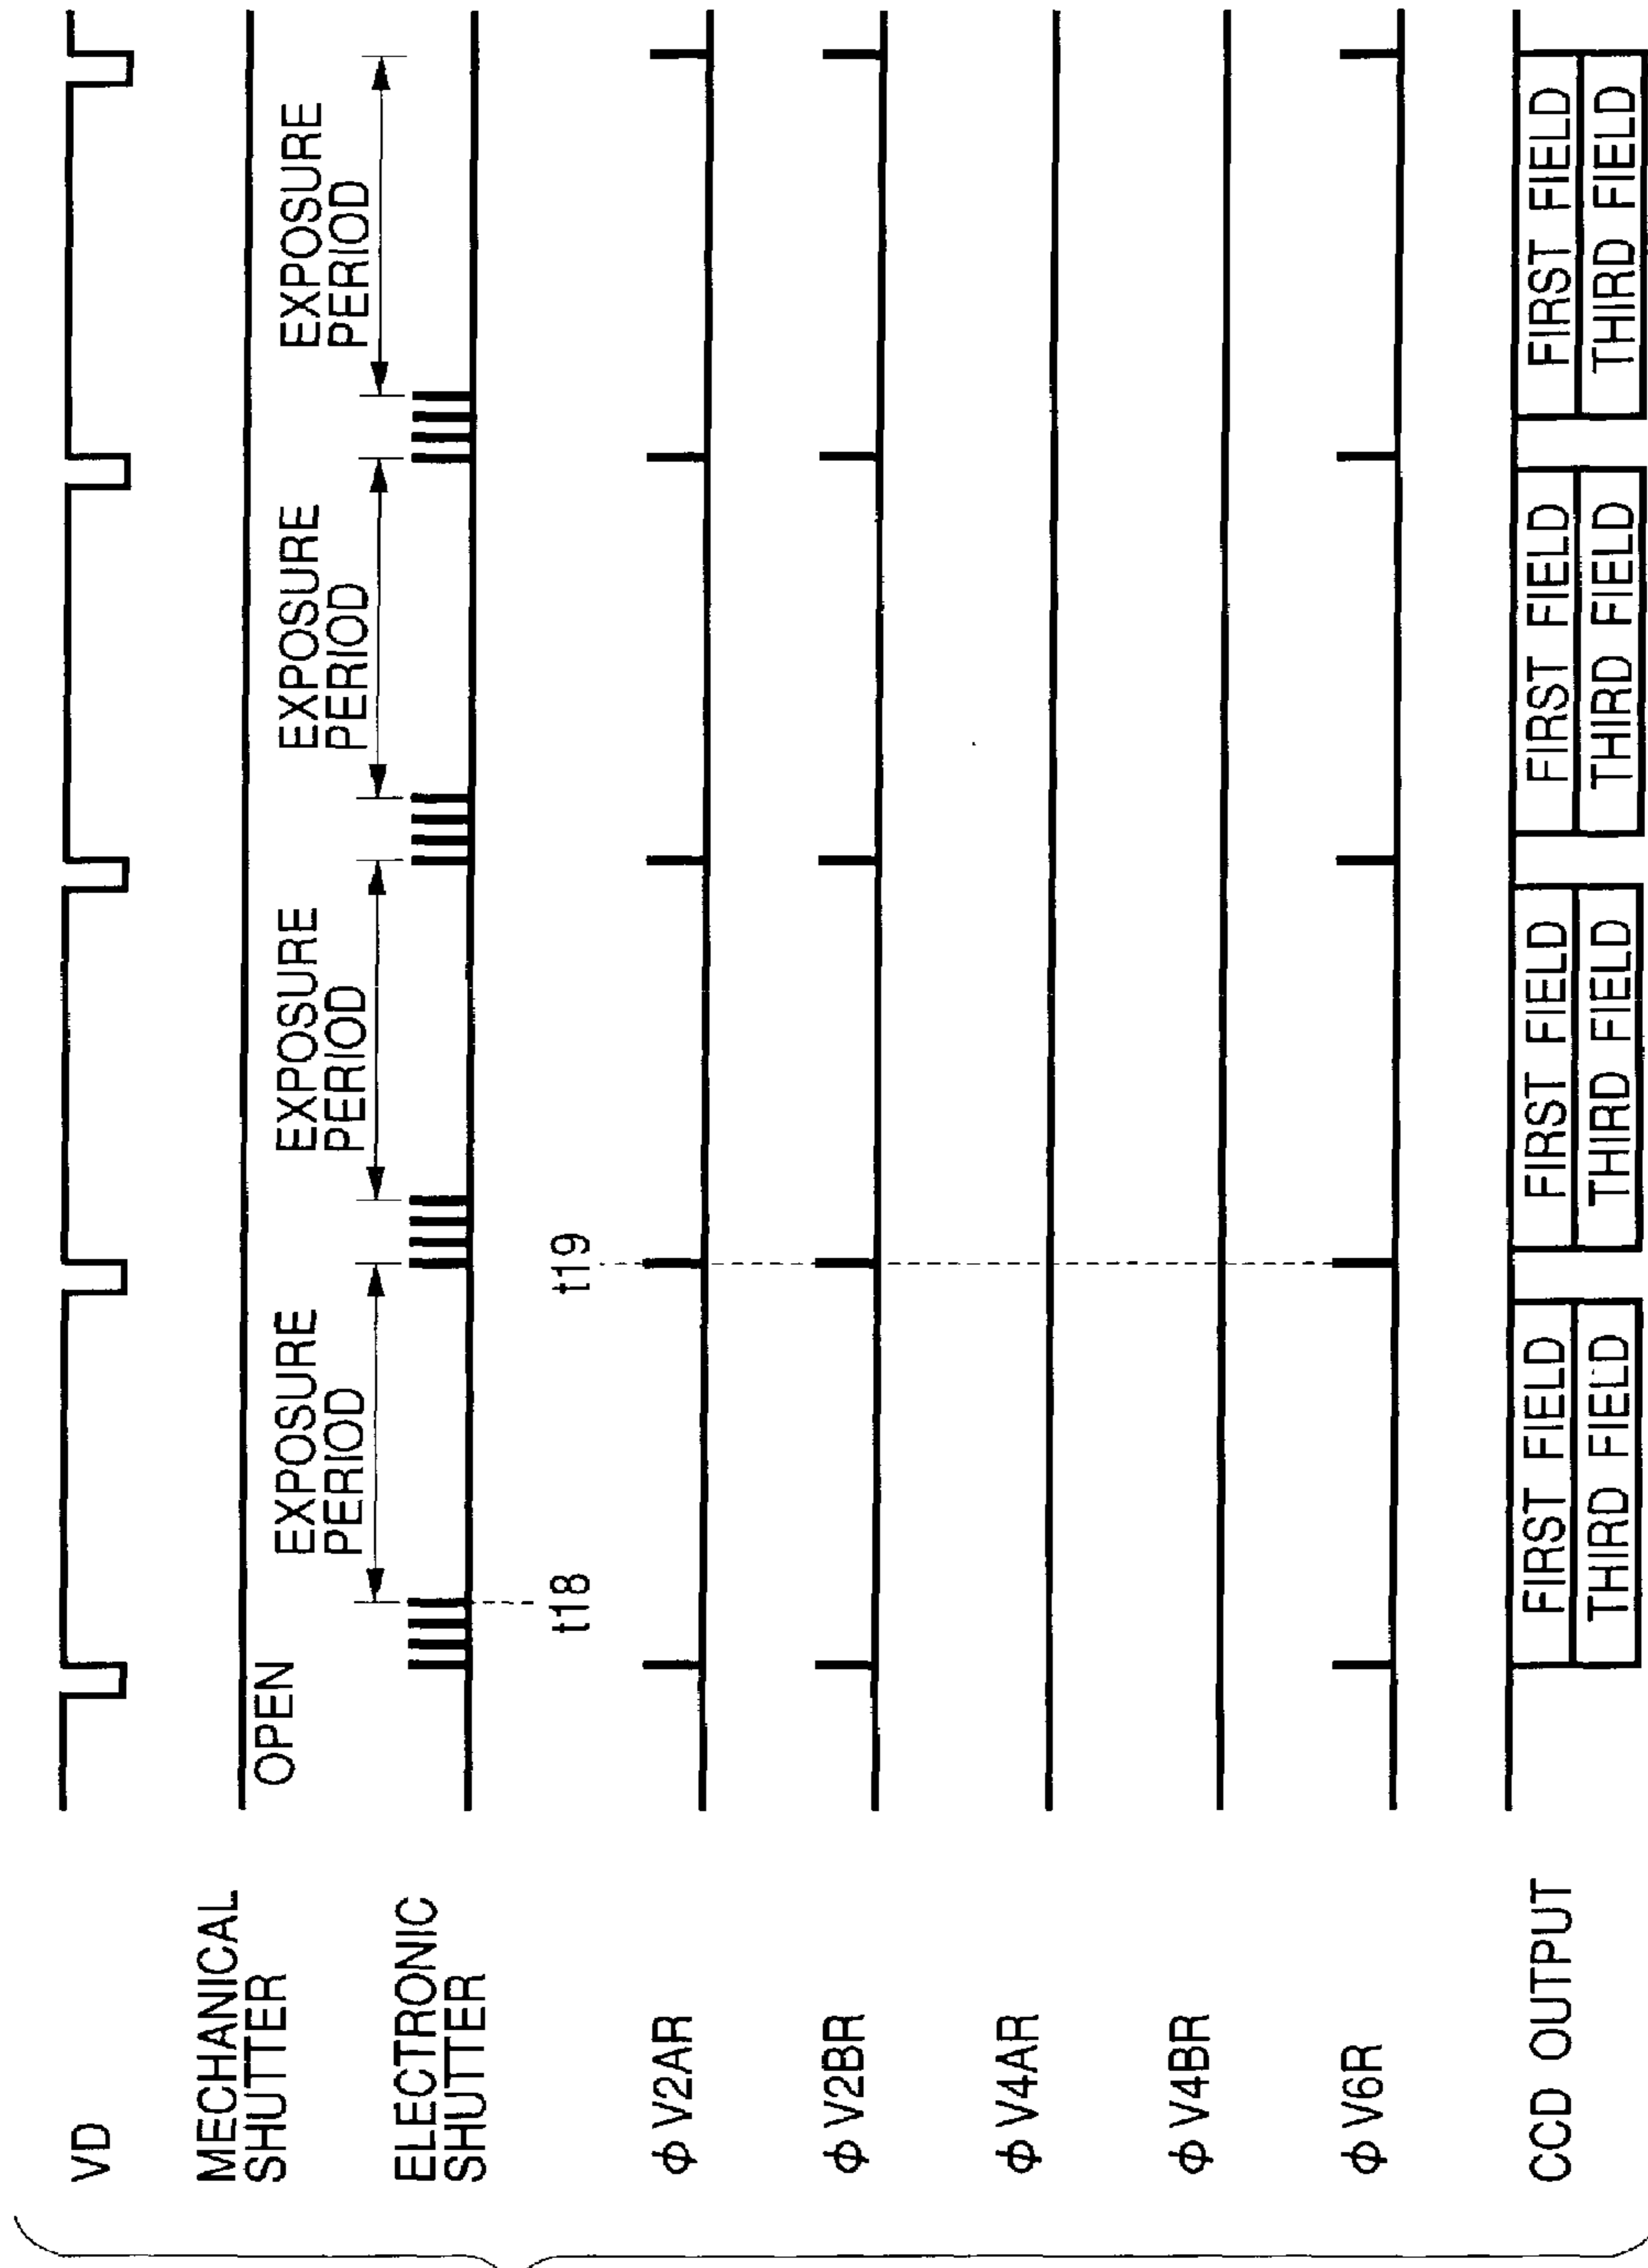 VD
MECHANICAL
SHUTTER
OPEN
ELECTRONIC
SHUTTER
EXPOSURE
PERIOD
EXPOSURE
PERIOD
EXPOSURE
PERIOD
EXPOSURE
PERIOD
t18
t19
ϕ V2AR
ϕ V2BR
ϕ V4AR
ϕ V4BR
ϕ V6R
CCD OUTPUT
FIRST FIELD
THIRD FIELD
FIRST FIELD
THIRD FIELD
FIRST FIELD
THIRD FIELD
FIRST FIELD
THIRD FIELD